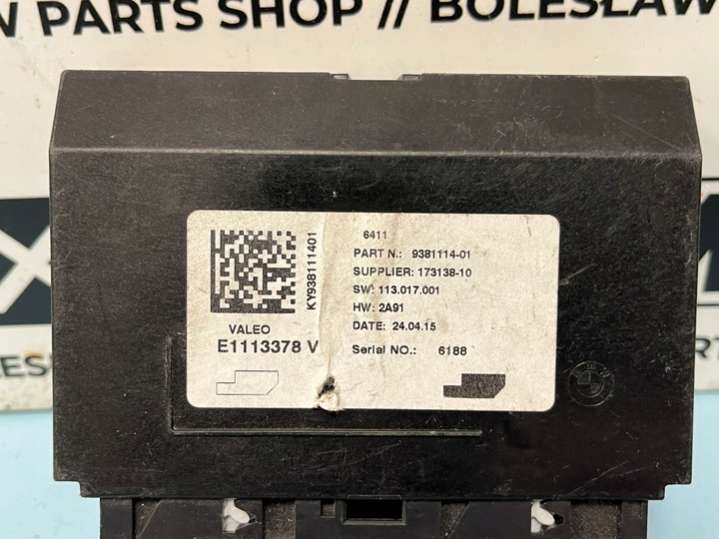 W PARTS SHOP // BOLESŁAW
6411
PART N.: 9381114-01
SUPPLIER: 173138-10
SW: 113.017.001
HW: 2A91
DATE: 24.04.15
Serial NO.: 6188
KY938111401
VALEO
E1113378 V
BMW